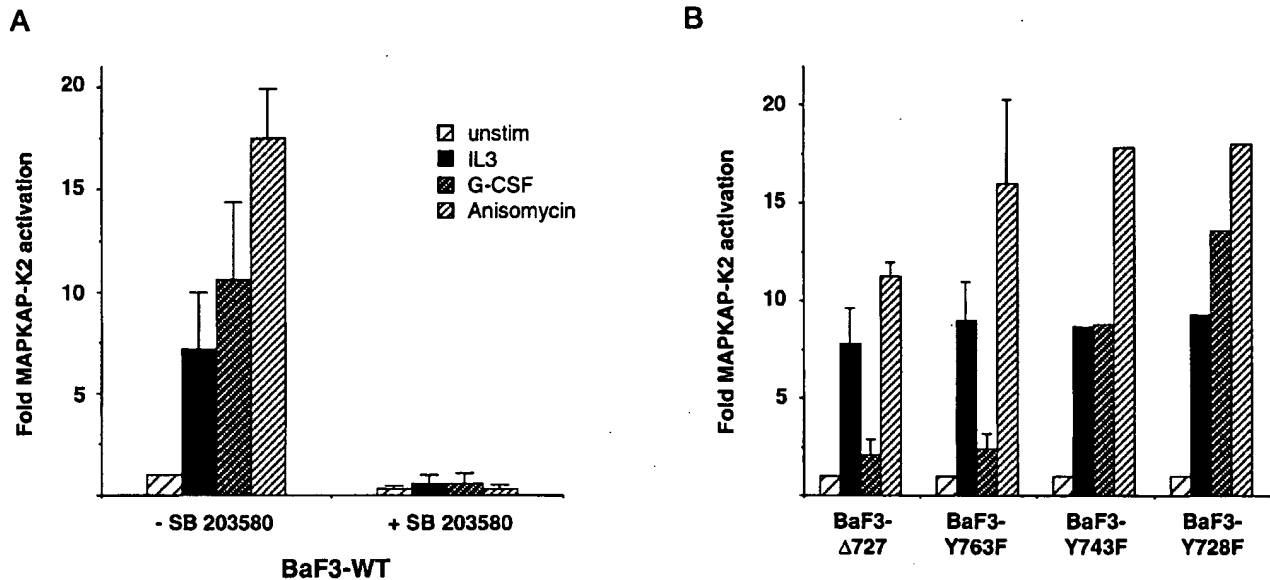 A
Fold MAPKAP-K2 activation
20
15
10
5
unstim
IL3
G-CSF
Anisomycin
- SB 203580
+ SB 203580
BaF3-WT
B
Fold MAPKAP-K2 activation
20
15
10
5
BaF3-
Δ727
BaF3-
Y763F
BaF3-
Y743F
BaF3-
Y728F